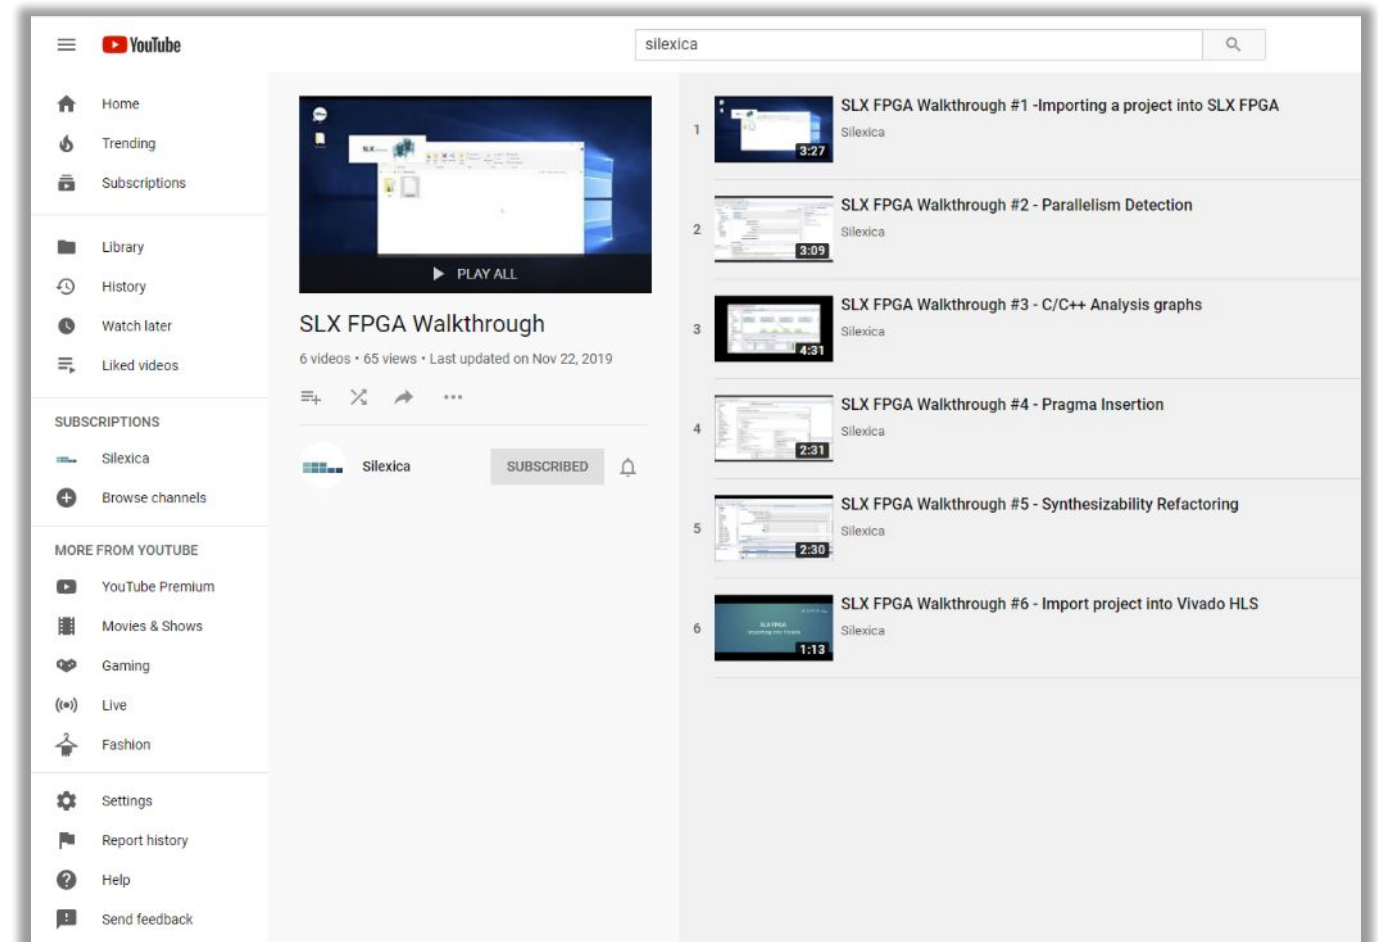 YouTube
silexica
Home
Trending
Subscriptions
Library
History
Watch later
Liked videos
SUBSCRIPTIONS
Silexica
Browse channels
MORE FROM YOUTUBE
YouTube Premium
Movies & Shows
Gaming
Live
Fashion
Settings
Report history
Help
Send feedback
SLX
PLAY ALL
SLX FPGA Walkthrough
6 videos • 65 views • Last updated on Nov 22, 2019
Silexica
SUBSCRIBED
1
3:27
SLX FPGA Walkthrough #1 -Importing a project into SLX FPGA
Silexica
2
3:09
SLX FPGA Walkthrough #2 - Parallelism Detection
Silexica
3
4:31
SLX FPGA Walkthrough #3 - C/C++ Analysis graphs
Silexica
4
2:31
SLX FPGA Walkthrough #4 - Pragma Insertion
Silexica
5
2:30
SLX FPGA Walkthrough #5 - Synthesizability Refactoring
Silexica
6
SLX FPGA
Importing into Vivado
1:13
SLX FPGA Walkthrough #6 - Import project into Vivado HLS
Silexica